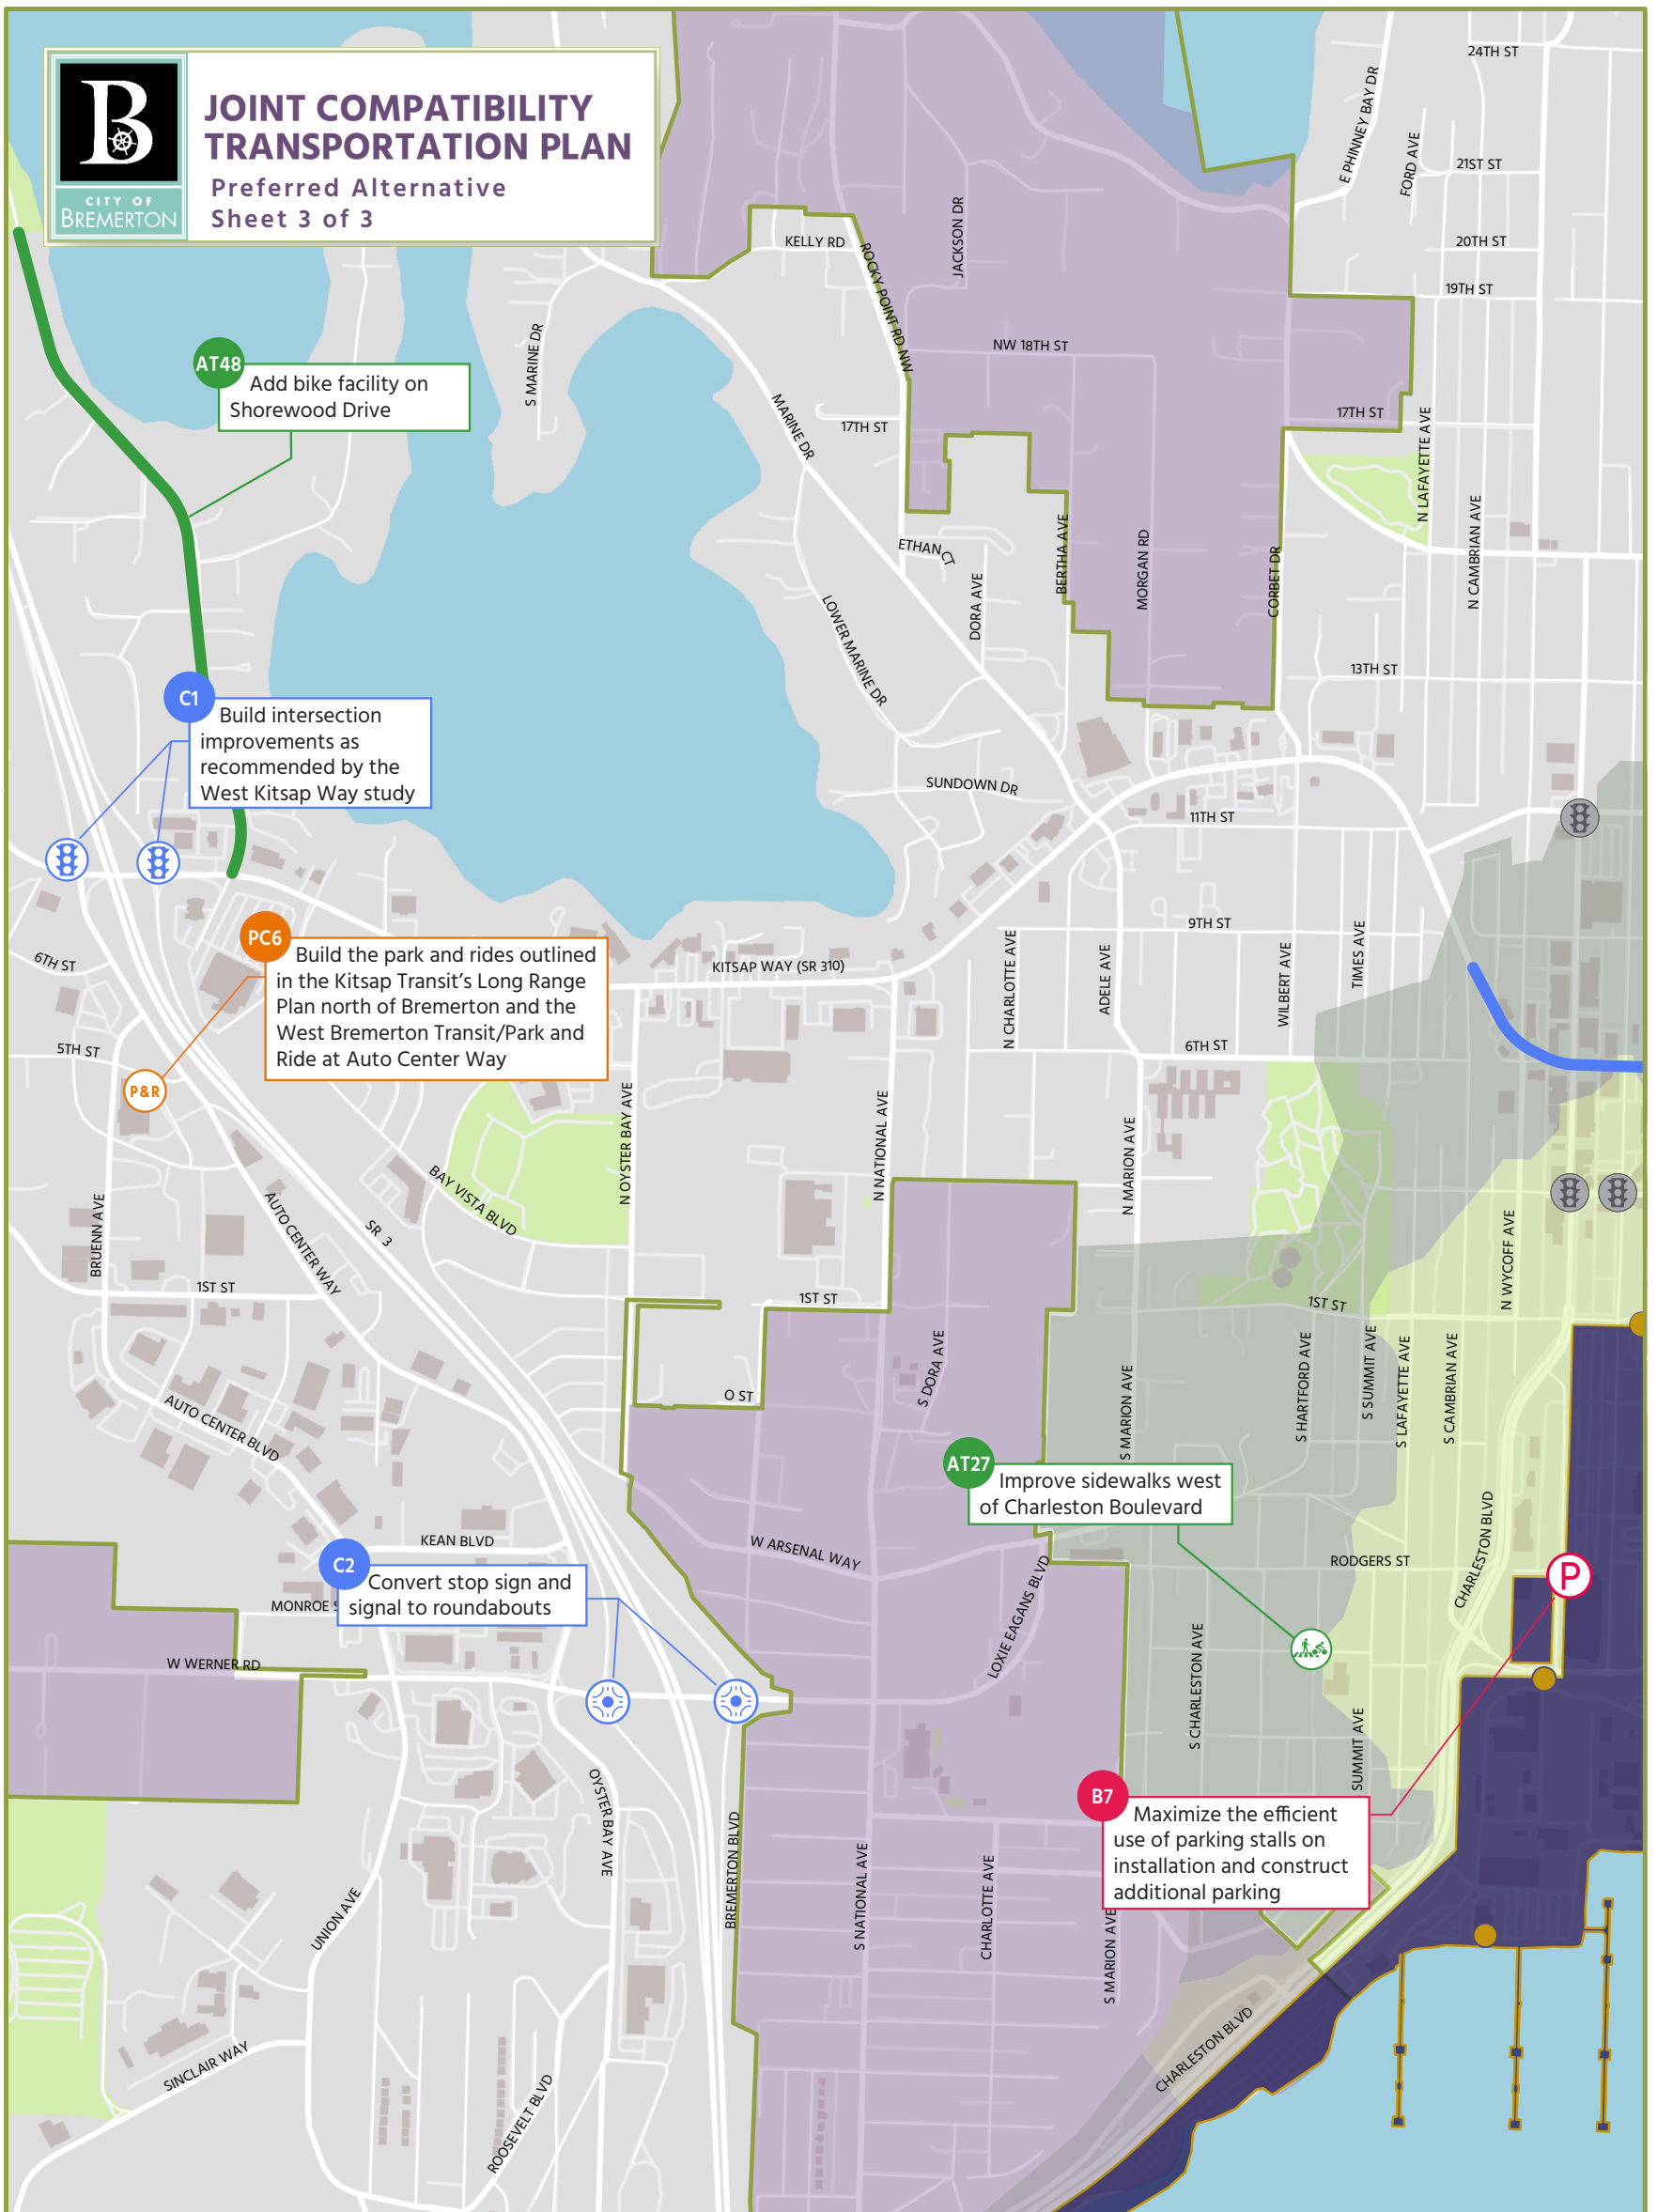 B
CITY OF
BREMERTON
JOINT COMPATIBILITY
TRANSPORTATION PLAN
Preferred Alternative
Sheet 3 of 3
24TH ST
E PHINNEY BAY DR
FORD AVE
21ST ST
20TH ST
19TH ST
KELLY RD
ROCKY POINT RD NW
JACKSON DR
NW 18TH ST
S MARINE DR
MARINE DR
17TH ST
17TH ST
N LAFAYETTE AVE
N CAMBRIAN AVE
AT48
Add bike facility on
Shorewood Drive
ETHAN CT
DORA AVE
BERTHA AVE
MORGAN RD
CORBET DR
LOWER MARINE DR
13TH ST
C1
Build intersection
improvements as
recommended by the
West Kitsap Way study
SUNDOWN DR
11TH ST
9TH ST
PC6
Build the park and rides outlined
in the Kitsap Transit's Long Range
Plan north of Bremerton and the
West Bremerton Transit/Park and
Ride at Auto Center Way
6TH ST
KITSAP WAY (SR 310)
N CHARLOTTE AVE
ADELE AVE
WILBERT AVE
TIMES AVE
6TH ST
5TH ST
P&R
N OYSTER BAY AVE
N NATIONAL AVE
N MARION AVE
BAY VISTA BLVD
BRUENN AVE
AUTO CENTER WAY
SR 3
N WYCOFF AVE
1ST ST
1ST ST
1ST ST
S DORA AVE
S MARION AVE
S HARTFORD AVE
S SUMMIT AVE
S LAFAYETTE AVE
S CAMBRIAN AVE
O ST
AUTO CENTER BLVD
AT27
Improve sidewalks west
of Charleston Boulevard
KEAN BLVD
W ARSENAL WAY
RODGERS ST
CHARLESTON BLVD
P
C2
Convert stop sign and
signal to roundabouts
MONROE S
LOXIE EAGANS BLVD
W WERNER RD
S CHARLESTON AVE
SUMMIT AVE
B7
Maximize the efficient
use of parking stalls on
installation and construct
additional parking
OYSTER BAY AVE
BREMERTON BLVD
UNION AVE
S NATIONAL AVE
CHARLOTTE AVE
S MARION AVE
SINCLAIR WAY
ROOSEVELT BLVD
CHARLESTON BLVD